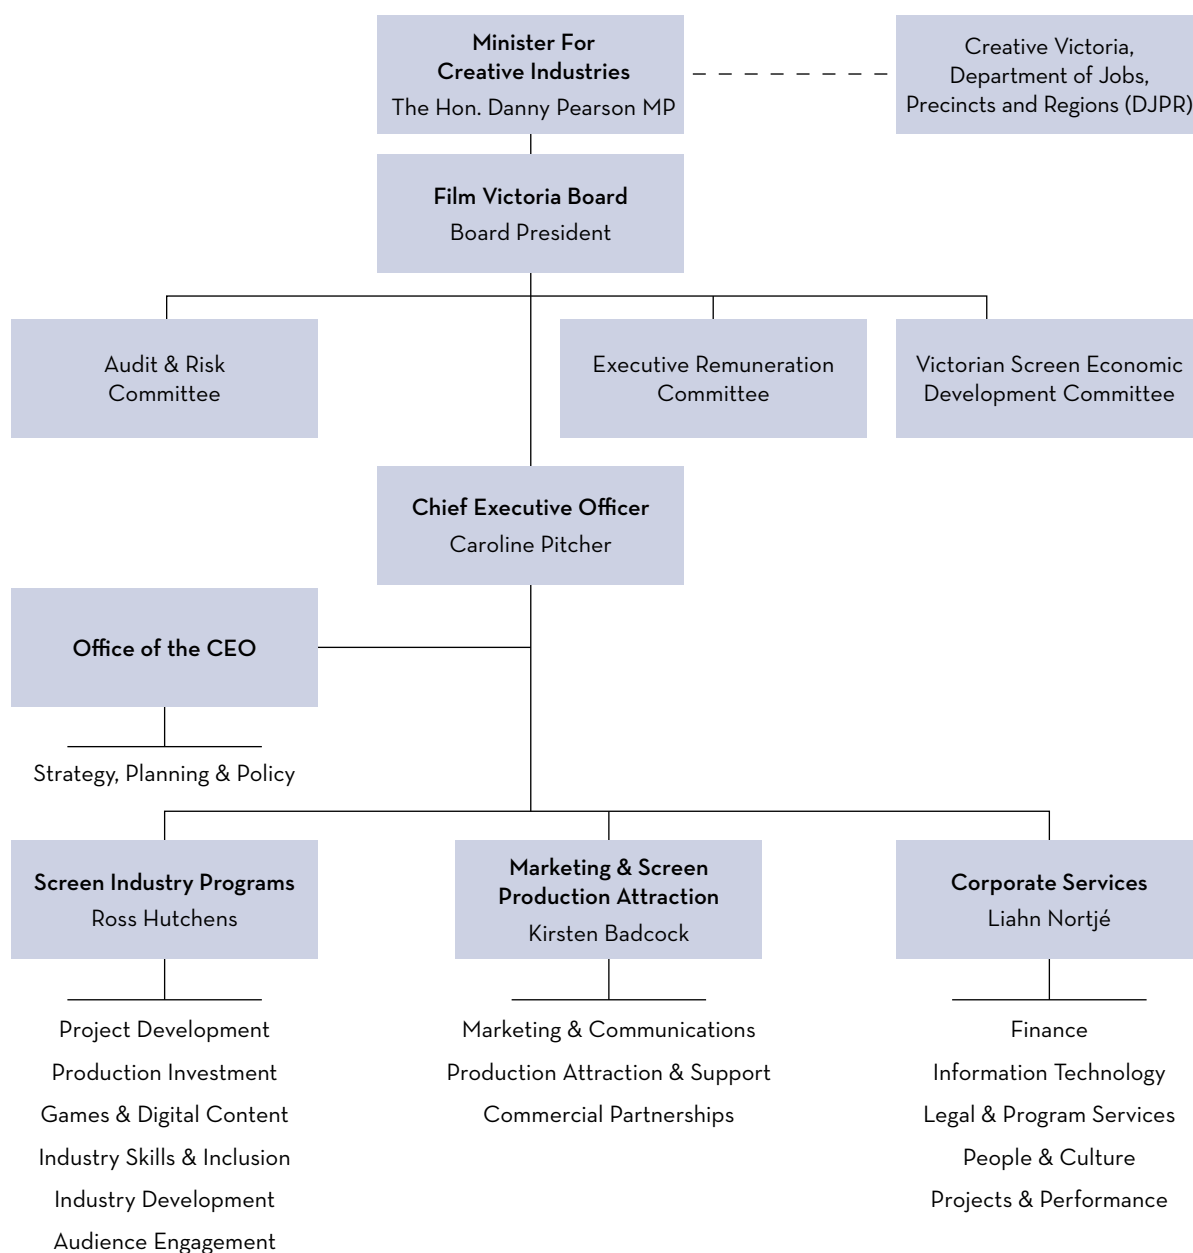 Minister For
Creative Industries
The Hon. Danny Pearson MP
Creative Victoria,
Department of Jobs,
Precincts and Regions (DJPR)
Film Victoria Board
Board President
Audit & Risk
Committee
Executive Remuneration
Committee
Victorian Screen Economic
Development Committee
Chief Executive Officer
Caroline Pitcher
Office of the CEO
Strategy, Planning & Policy
Screen Industry Programs
Ross Hutchens
Marketing & Screen
Production Attraction
Kirsten Badcock
Corporate Services
Liahn Nortjé
Project Development
Production Investment
Games & Digital Content
Industry Skills & Inclusion
Industry Development
Audience Engagement
Marketing & Communications
Production Attraction & Support
Commercial Partnerships
Finance
Information Technology
Legal & Program Services
People & Culture
Projects & Performance